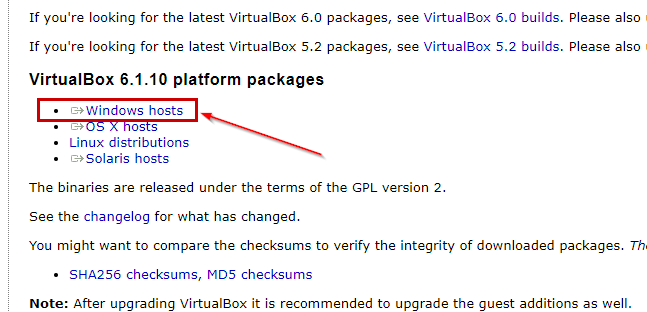 If you're looking for the latest VirtualBox 6.0 packages, see VirtualBox 6.0 builds. Please also
If you're looking for the latest VirtualBox 5.2 packages, see VirtualBox 5.2 builds. Please also
VirtualBox 6.1.10 platform packages
• Windows hosts
• OS X hosts
• Linux distributions
• Solaris hosts
The binaries are released under the terms of the GPL version 2.
See the changelog for what has changed.
You might want to compare the checksums to verify the integrity of downloaded packages. The
• SHA256 checksums, MD5 checksums
Note: After upgrading VirtualBox it is recommended to upgrade the guest additions as well.